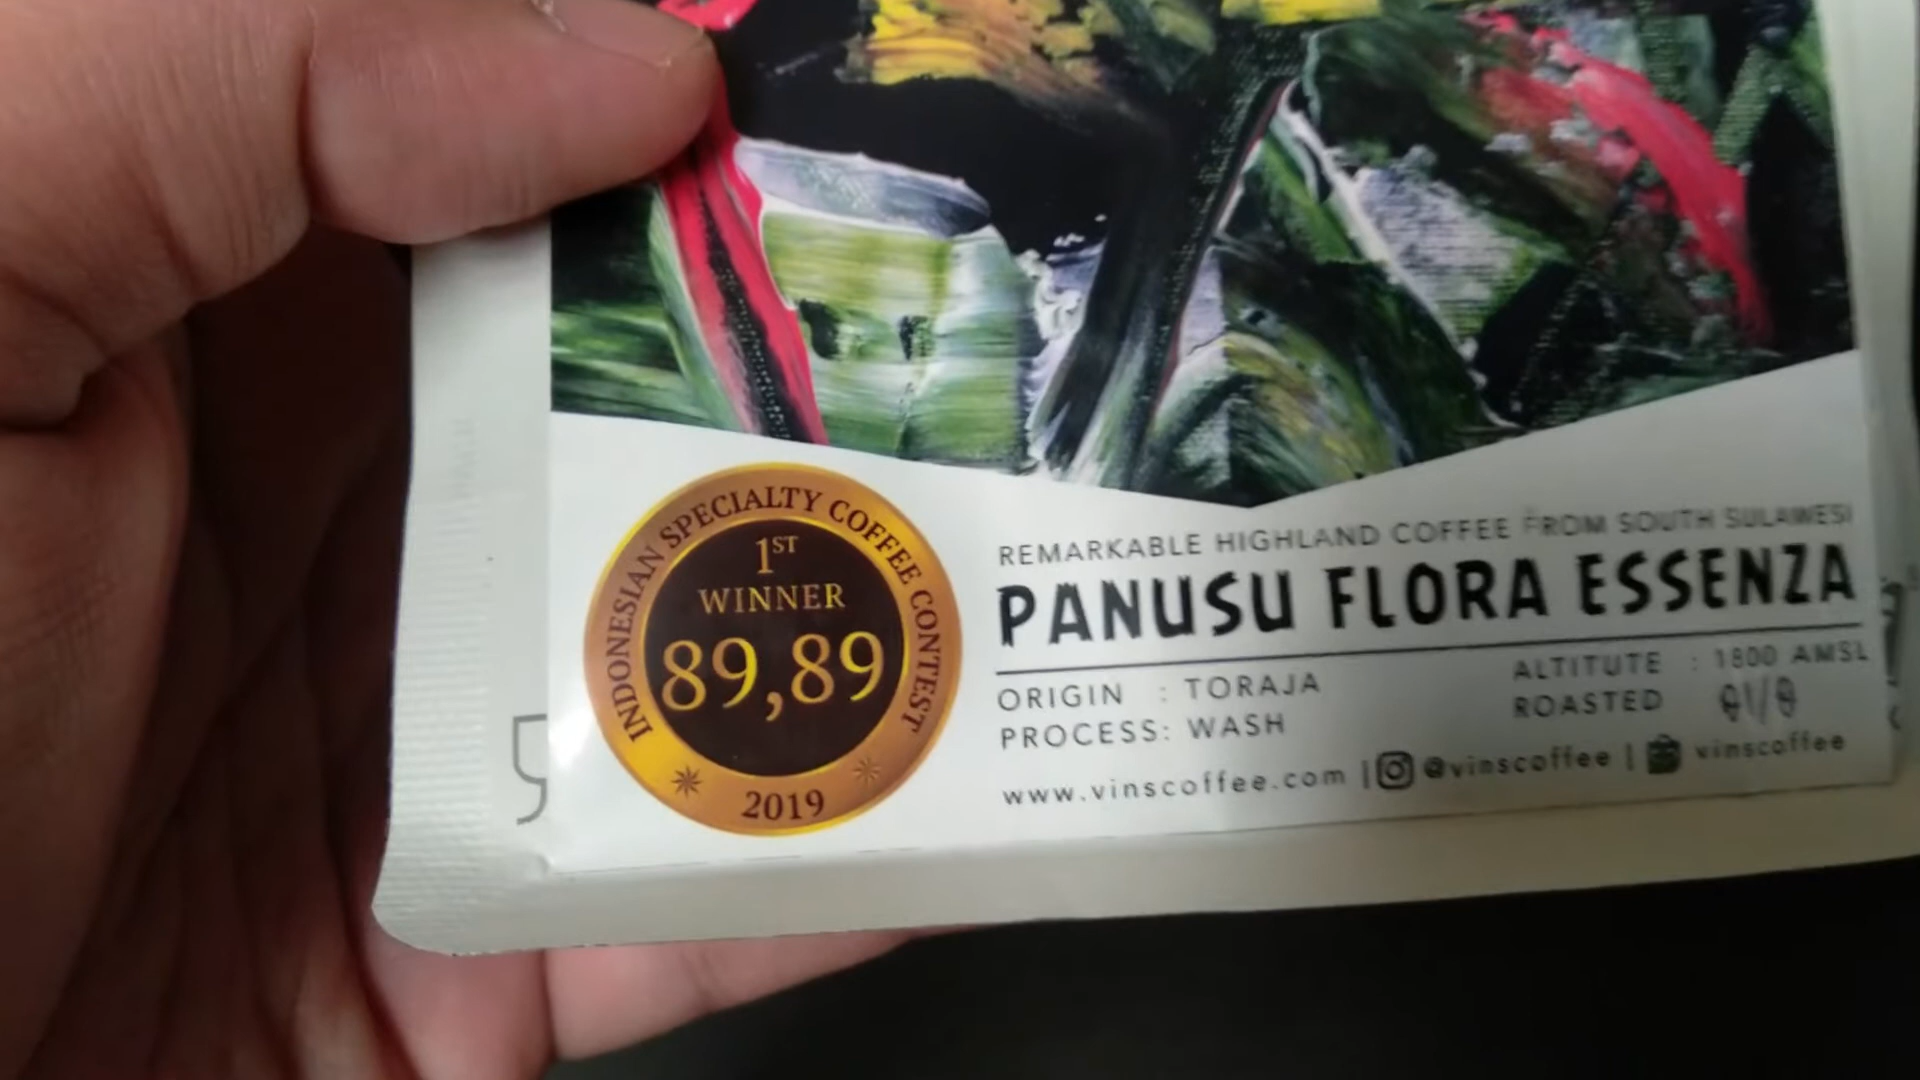 INDONESIAN SPECIALTY COFFEE CONTEST
1ST
WINNER
89,89
2019
REMARKABLE HIGHLAND COFFEE FROM SOUTH SULAWESI
PANUSU FLORA ESSENZA
ORIGIN : TORAJA
PROCESS: WASH
ALTITUTE : 1800 AMSL
ROASTED
www.vinscoffee.com | @vinscoffee | vinscoffee